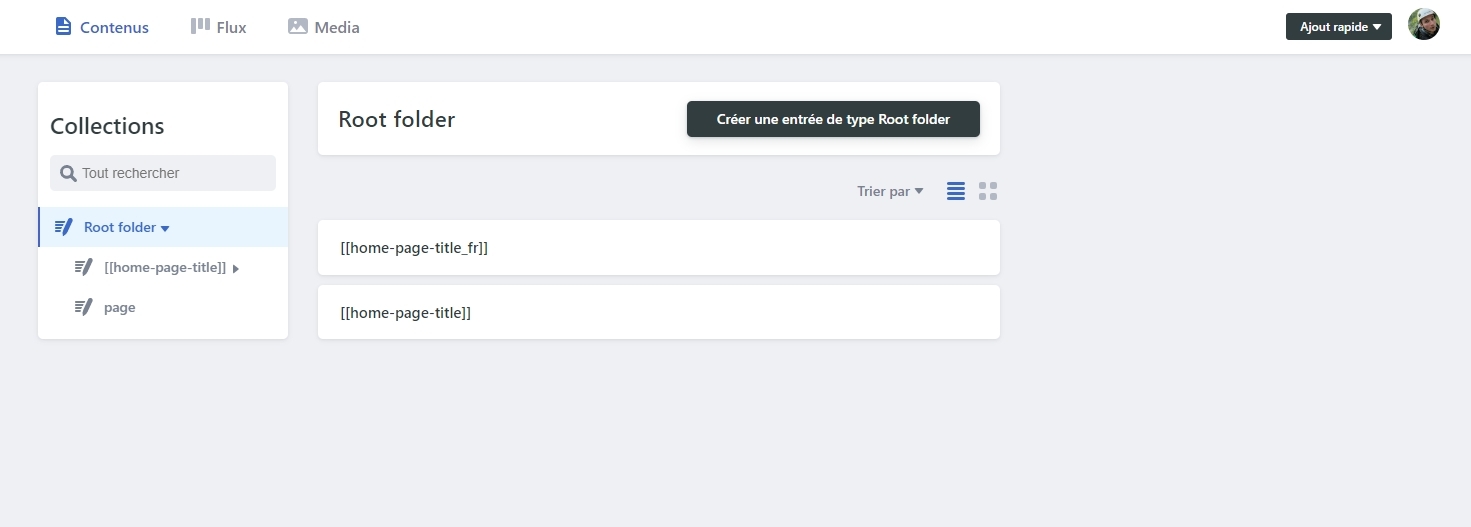 Contenus
Flux
Media
Ajout rapide
Collections
Tout rechercher
Root folder
[[home-page-title]]
page
Root folder
Créer une entrée de type Root folder
Trier par
[[home-page-title_fr]]
[[home-page-title]]